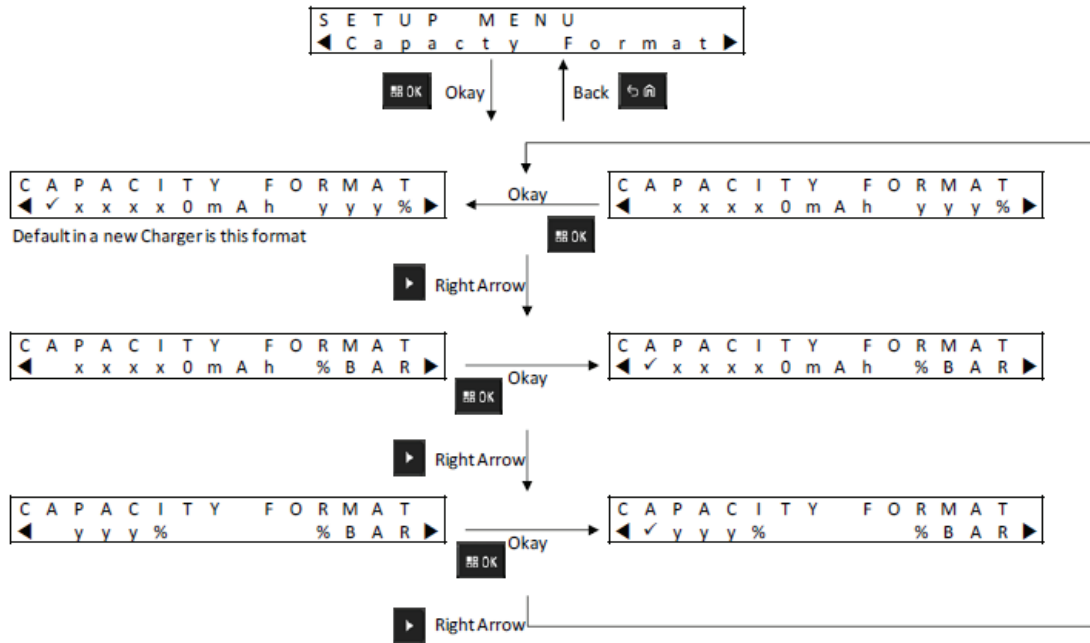 SETUP MENU
◀ Capacty Format ▶
OK Okay
Back
CAPACITY FORMAT
◀ ✓ xxxx0mAh yyy% ▶
Okay
OK
CAPACITY FORMAT
◀ xxxx0mAh yyy% ▶
Default in a new Charger is this format
Right Arrow
CAPACITY FORMAT
◀ xxxx0mAh %BAR ▶
OK
Okay
CAPACITY FORMAT
◀ ✓ xxxx0mAh %BAR ▶
Right Arrow
CAPACITY FORMAT
◀ yyy% %BAR ▶
OK
Okay
CAPACITY FORMAT
◀ ✓ yyy% %BAR ▶
Right Arrow